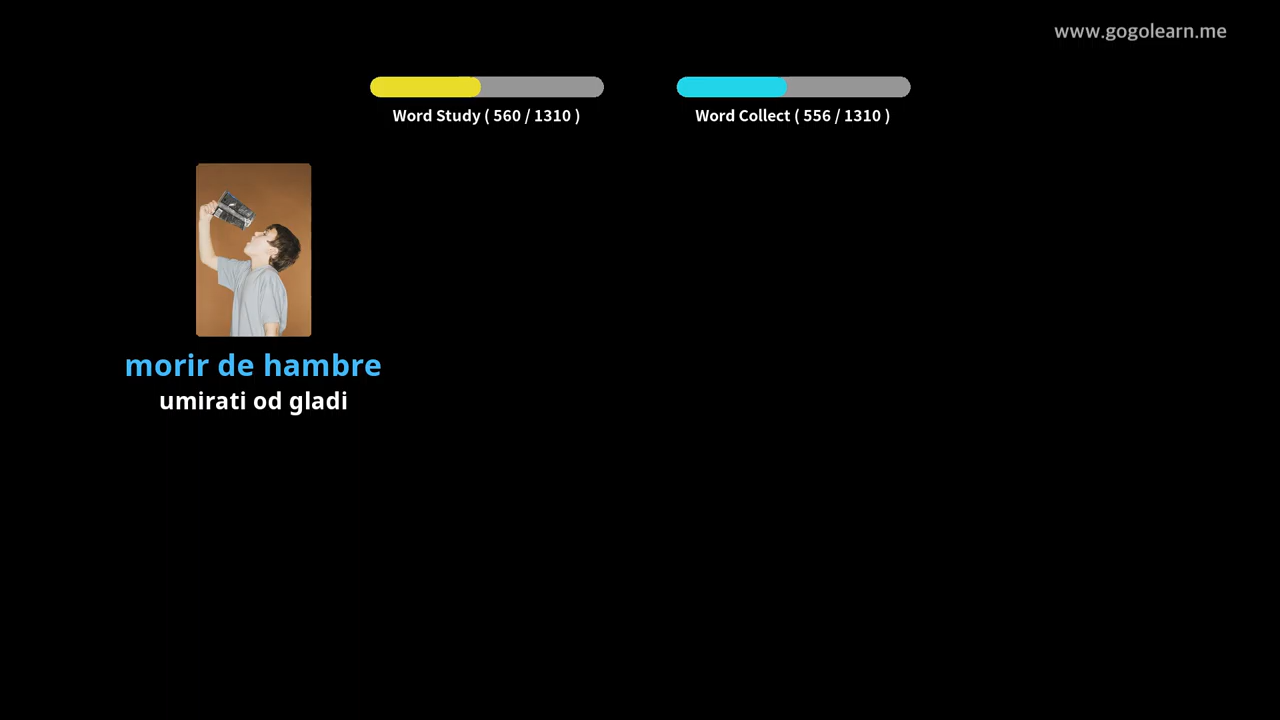 www.gogolearn.me
Word Study ( 560 / 1310 )
Word Collect ( 556 / 1310 )
morir de hambre
umirati od gladi